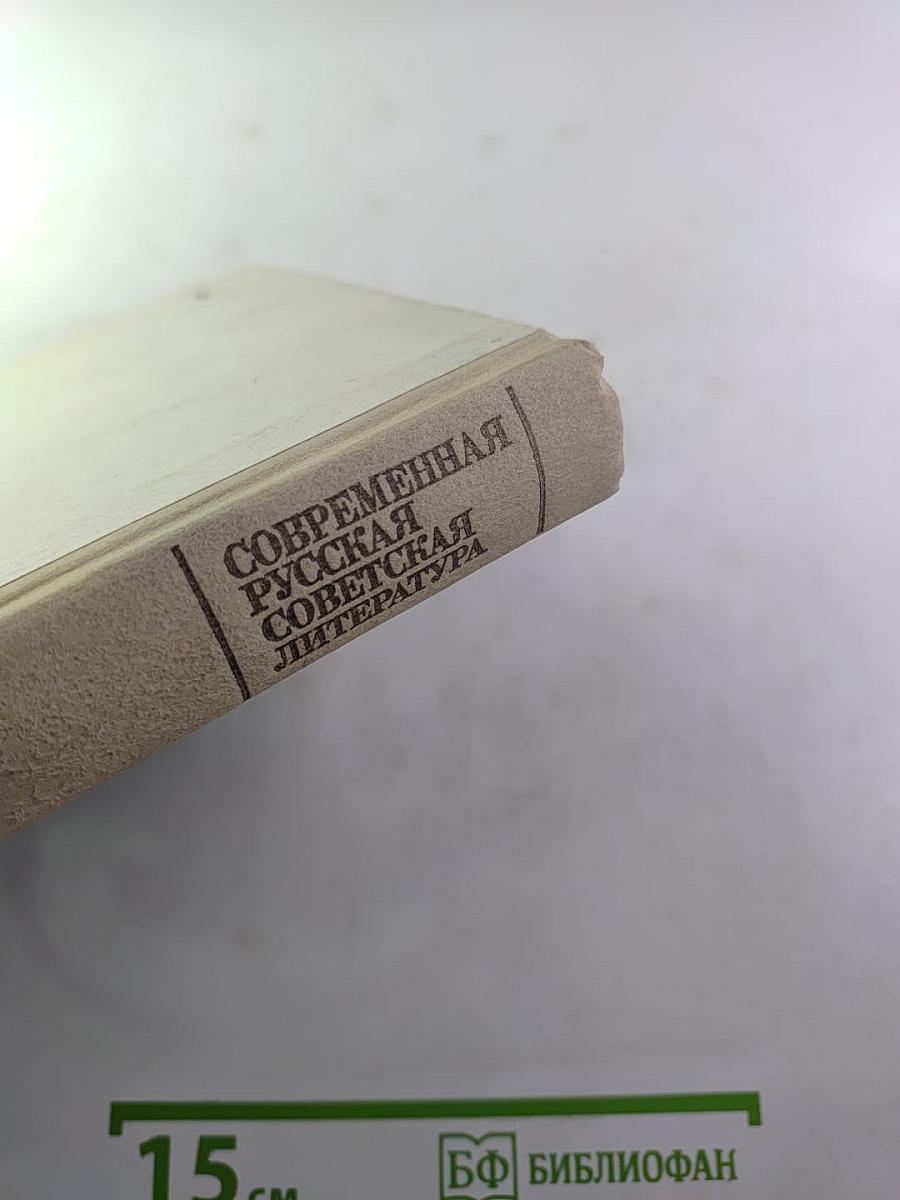 СОВРЕМЕННАЯ
РУССКАЯ
СОВЕТСКАЯ
ЛИТЕРАТУРА
15 см
БФ БИБЛИОФАН